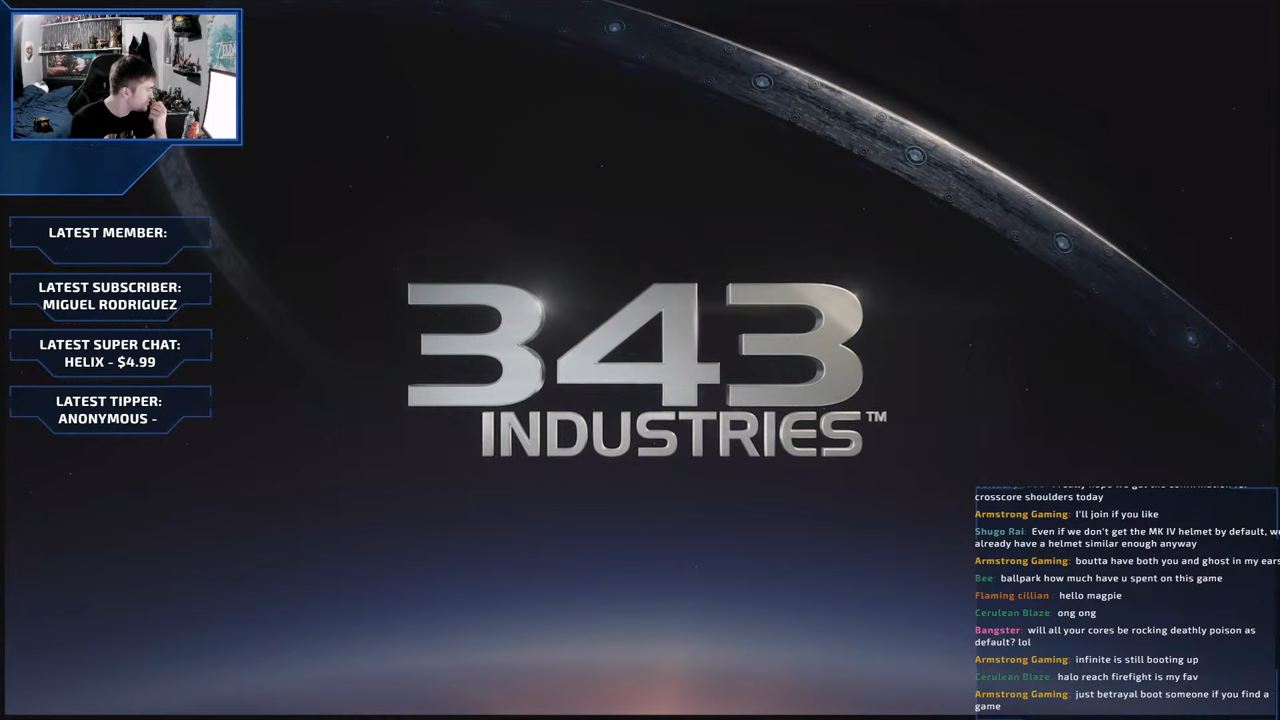 LATEST MEMBER:
LATEST SUBSCRIBER:
MIGUEL RODRIGUEZ
LATEST SUPER CHAT:
HELIX - $4.99
LATEST TIPPER:
ANONYMOUS -
343
INDUSTRIES™
crosscore shoulders today
Armstrong Gaming: I'll join if you like
Shugo Rai: Even if we don't get the MK IV helmet by default, we
already have a helmet similar enough anyway
Armstrong Gaming: boutta have both you and ghost in my ears
Bee: ballpark how much have u spent on this game
Flaming cillian : hello magpie
Cerulean Blaze: ong ong
Bangster: will all your cores be rocking deathly poison as
default? lol
Armstrong Gaming: infinite is still booting up
Cerulean Blaze: halo reach firefight is my fav
Armstrong Gaming: just betrayal boot someone if you find a
game